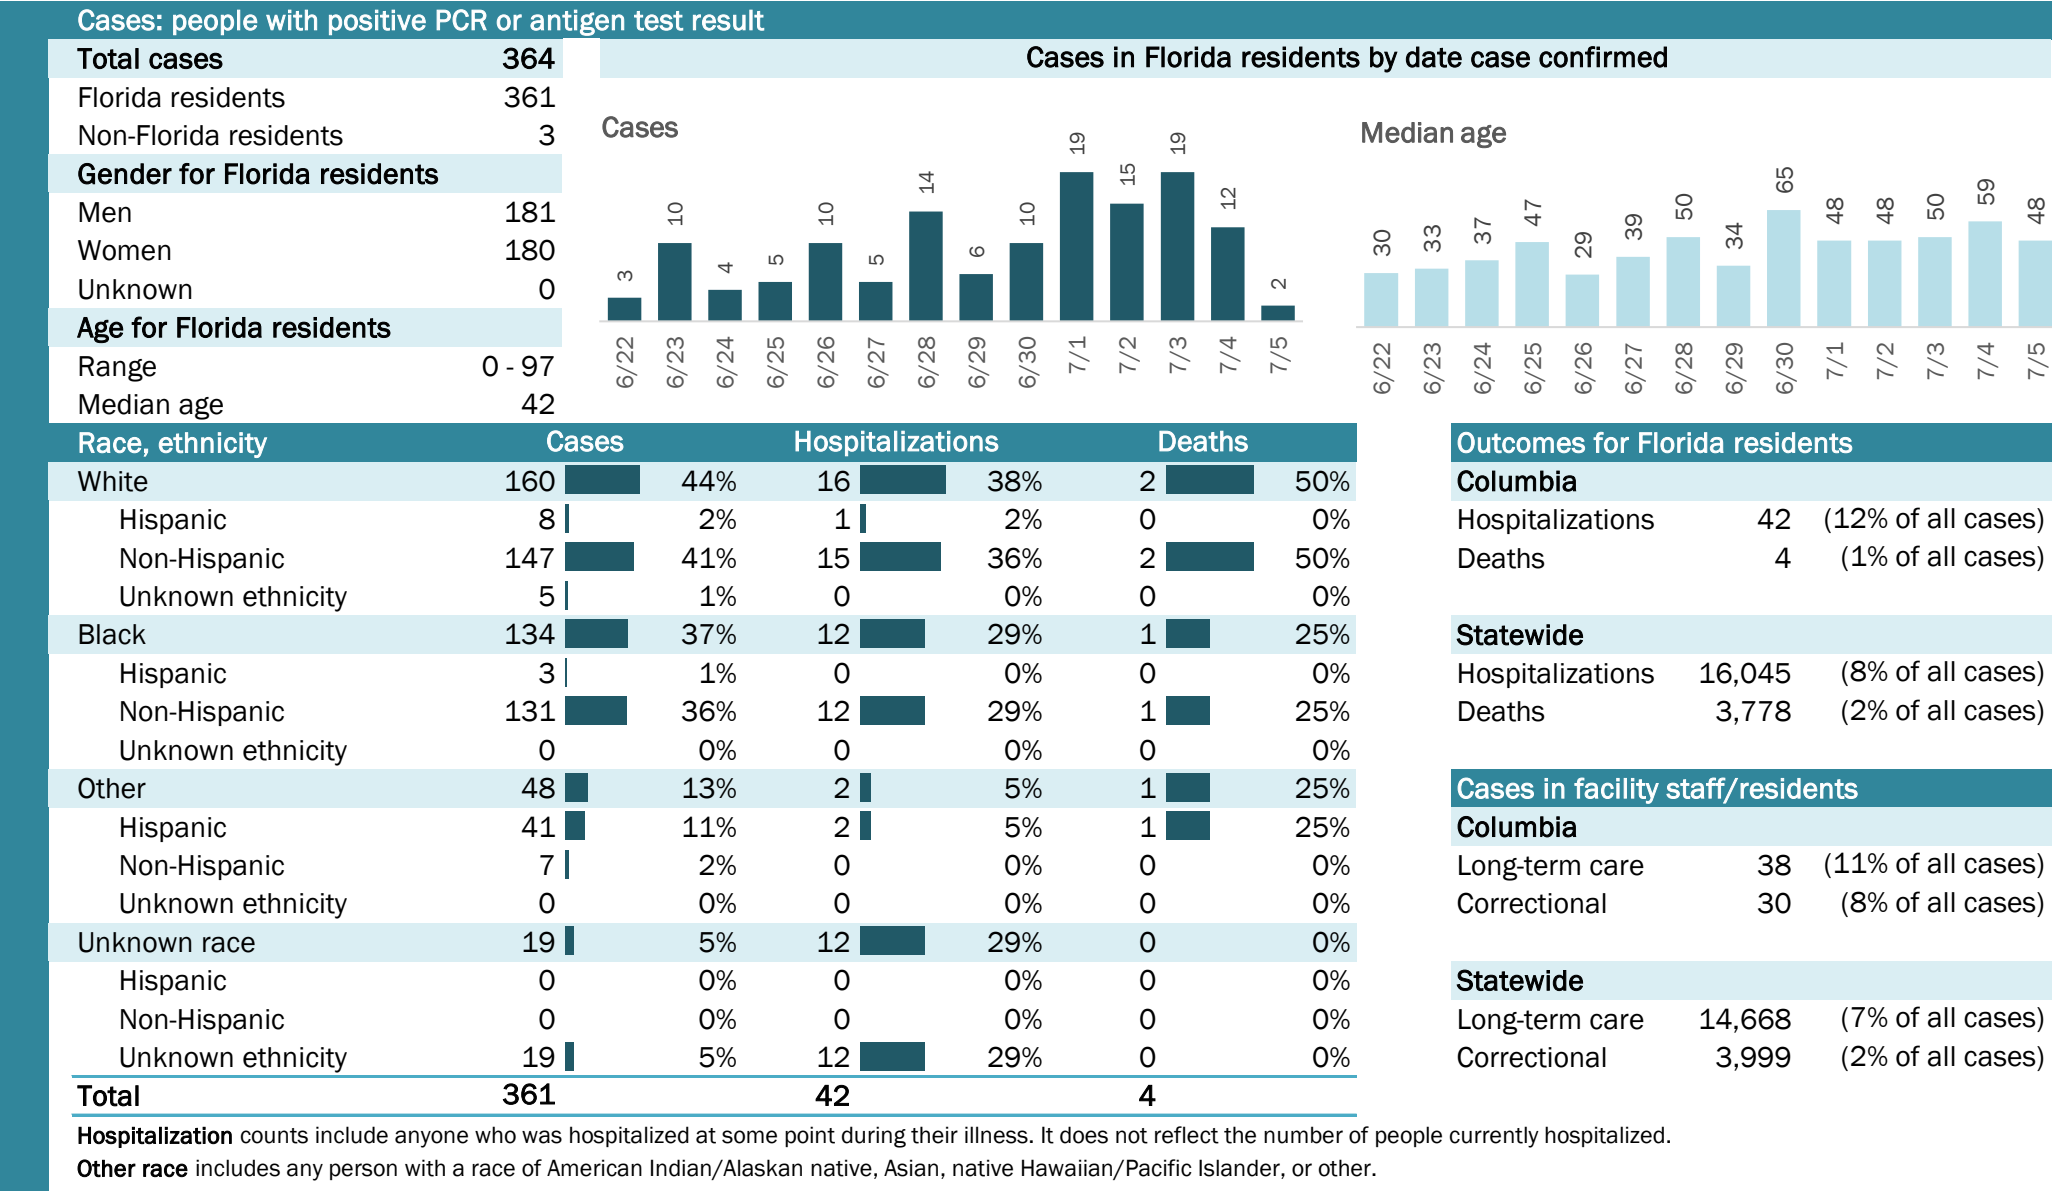 Cases: people with positive PCR or antigen test result
Total cases 364
Florida residents 361
Non-Florida residents 3
Gender for Florida residents
Men 181
Women 180
Unknown 0
Age for Florida residents
Range 0 - 97
Median age 42
Cases in Florida residents by date case confirmed
Cases
3 10 4 5 10 5 14 6 10 19 15 19 12 2
6/22 6/23 6/24 6/25 6/26 6/27 6/28 6/29 6/30 7/1 7/2 7/3 7/4 7/5
Median age
30 33 37 47 29 39 50 34 65 48 48 50 59 48
6/22 6/23 6/24 6/25 6/26 6/27 6/28 6/29 6/30 7/1 7/2 7/3 7/4 7/5
Race, ethnicity Cases Hospitalizations Deaths
White 160 44% 16 38% 2 50%
Hispanic 8 2% 1 2% 0 0%
Non-Hispanic 147 41% 15 36% 2 50%
Unknown ethnicity 5 1% 0 0% 0 0%
Black 134 37% 12 29% 1 25%
Hispanic 3 1% 0 0% 0 0%
Non-Hispanic 131 36% 12 29% 1 25%
Unknown ethnicity 0 0% 0 0% 0 0%
Other 48 13% 2 5% 1 25%
Hispanic 41 11% 2 5% 1 25%
Non-Hispanic 7 2% 0 0% 0 0%
Unknown ethnicity 0 0% 0 0% 0 0%
Unknown race 19 5% 12 29% 0 0%
Hispanic 0 0% 0 0% 0 0%
Non-Hispanic 0 0% 0 0% 0 0%
Unknown ethnicity 19 5% 12 29% 0 0%
Total 361 42 4
Outcomes for Florida residents
Columbia
Hospitalizations 42 (12% of all cases)
Deaths 4 (1% of all cases)
Statewide
Hospitalizations 16,045 (8% of all cases)
Deaths 3,778 (2% of all cases)
Cases in facility staff/residents
Columbia
Long-term care 38 (11% of all cases)
Correctional 30 (8% of all cases)
Statewide
Long-term care 14,668 (7% of all cases)
Correctional 3,999 (2% of all cases)
Hospitalization counts include anyone who was hospitalized at some point during their illness. It does not reflect the number of people currently hospitalized.
Other race includes any person with a race of American Indian/Alaskan native, Asian, native Hawaiian/Pacific Islander, or other.